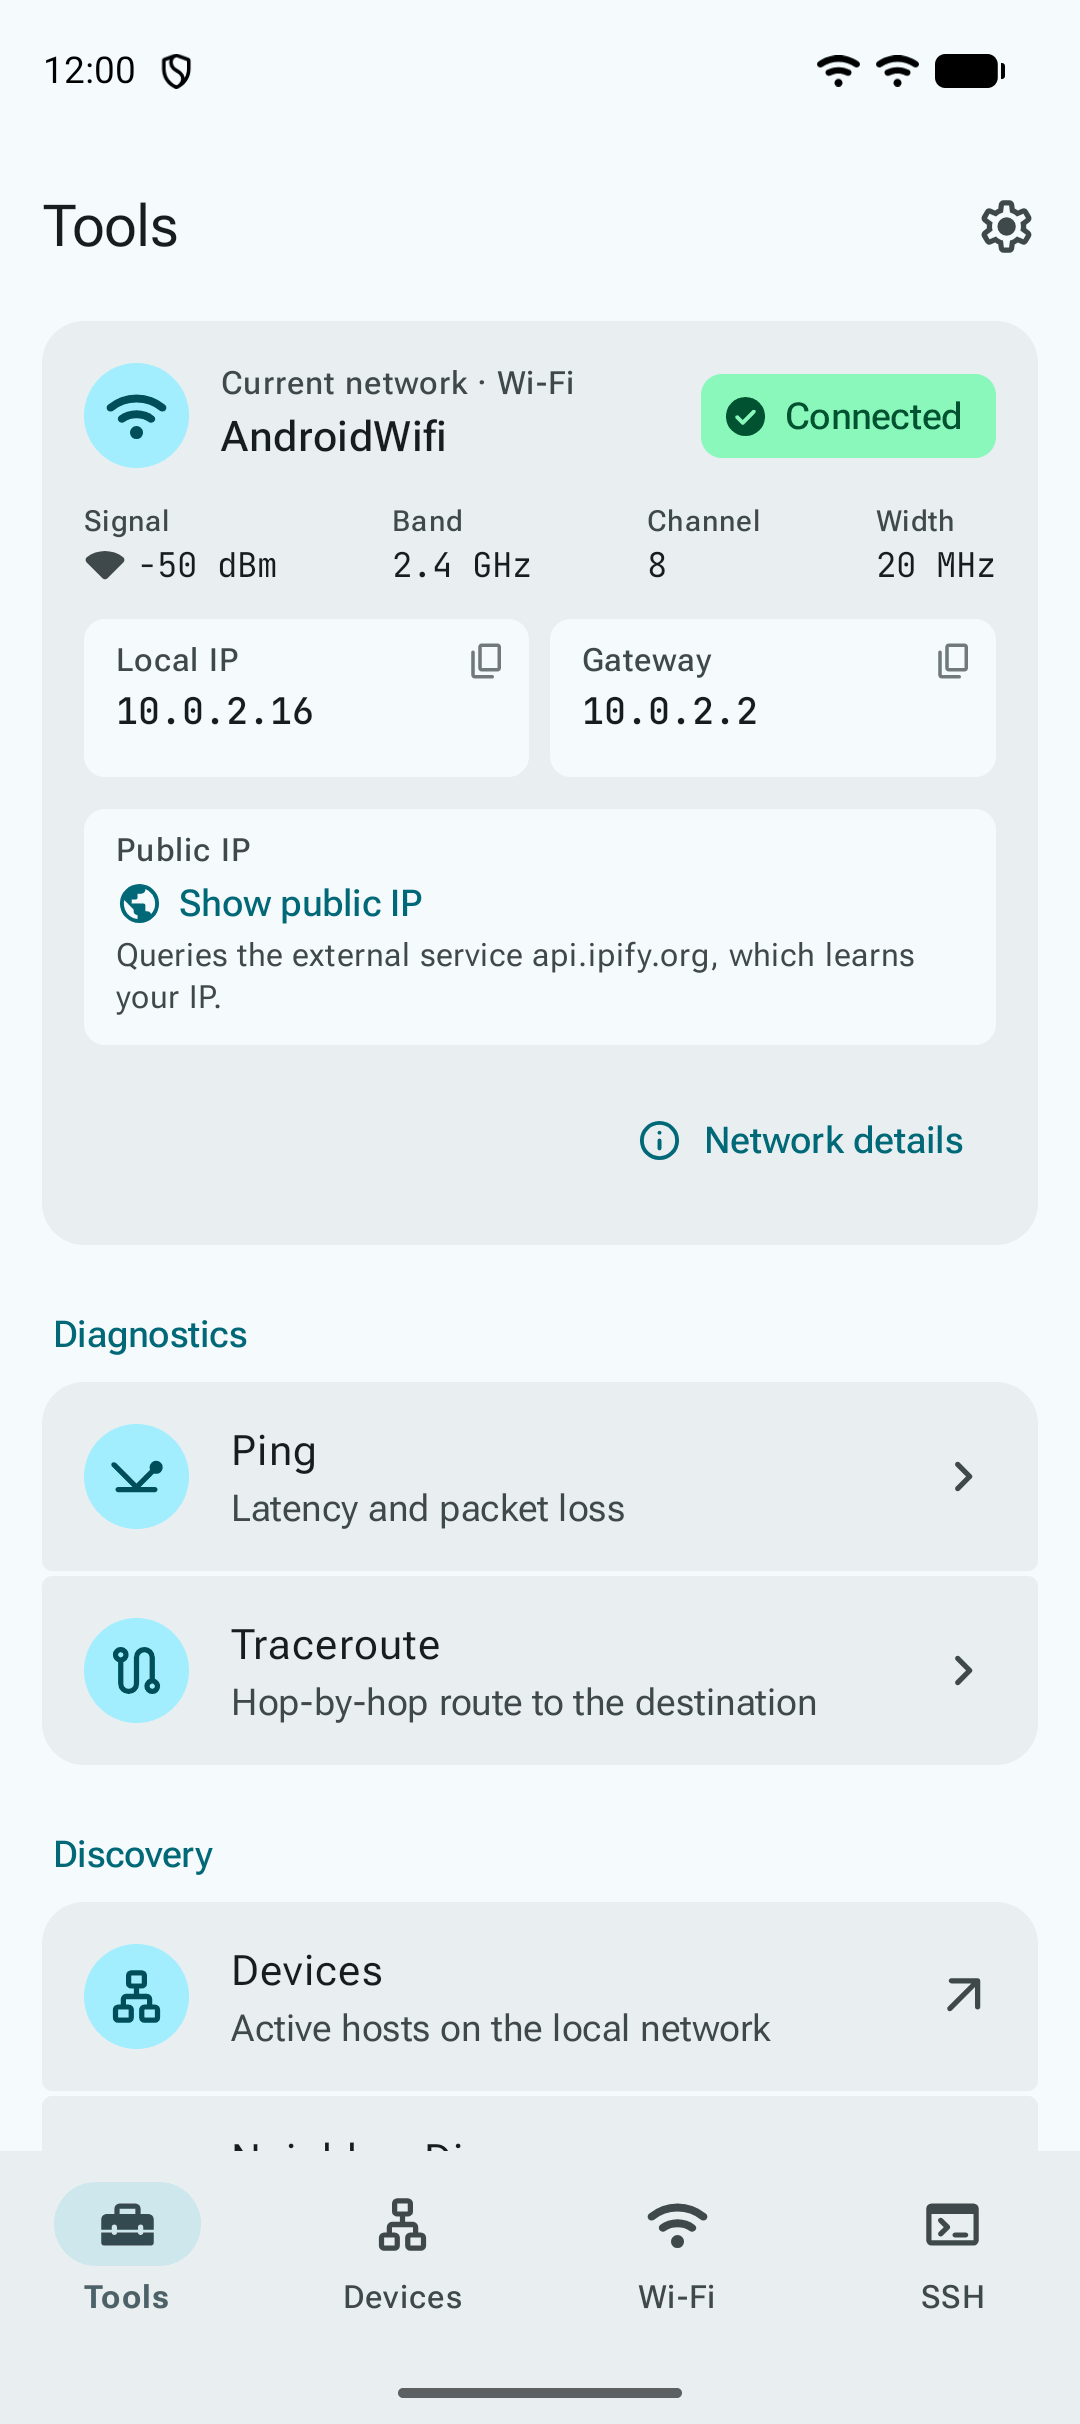 12:00
Tools
Current network · Wi-Fi
AndroidWifi
Connected
Signal
Band
Channel
Width
-50 dBm
2.4 GHz
8
20 MHz
Local IP
10.0.2.16
Gateway
10.0.2.2
Public IP
Show public IP
Queries the external service api.ipify.org, which learns
your IP.
Network details
Diagnostics
Ping
Latency and packet loss
Traceroute
Hop-by-hop route to the destination
Discovery
Devices
Active hosts on the local network
Tools
Devices
Wi-Fi
SSH